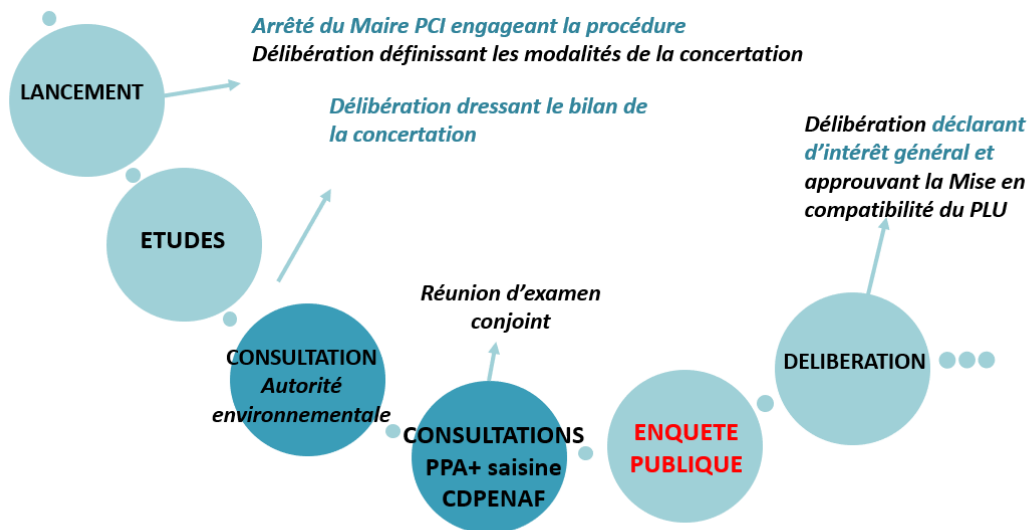 LANCEMENT
Arrêté du Maire PCI engageant la procédure
Délibération définissant les modalités de la concertation
ETUDES
Délibération dressant le bilan de
la concertation
CONSULTATION
Autorité
environnementale
Réunion d’examen
conjoint
CONSULTATIONS
PPA+ saisine
CDPENAF
ENQUETE
PUBLIQUE
DELIBERATION
Délibération déclarant
d’intérêt général et
approuvant la Mise en
compatibilité du PLU